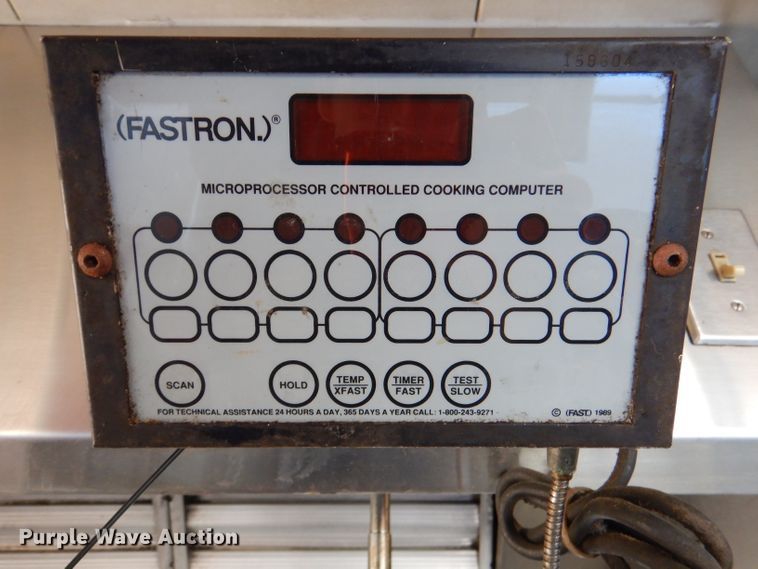 158604
(FASTRON.)®
MICROPROCESSOR CONTROLLED COOKING COMPUTER
SCAN
HOLD
TEMP
XFAST
TIMER
FAST
TEST
SLOW
FOR TECHNICAL ASSISTANCE 24 HOURS A DAY, 365 DAYS A YEAR CALL: 1-800-243-9271
© (FAST.) 1989
Purple Wave Auction